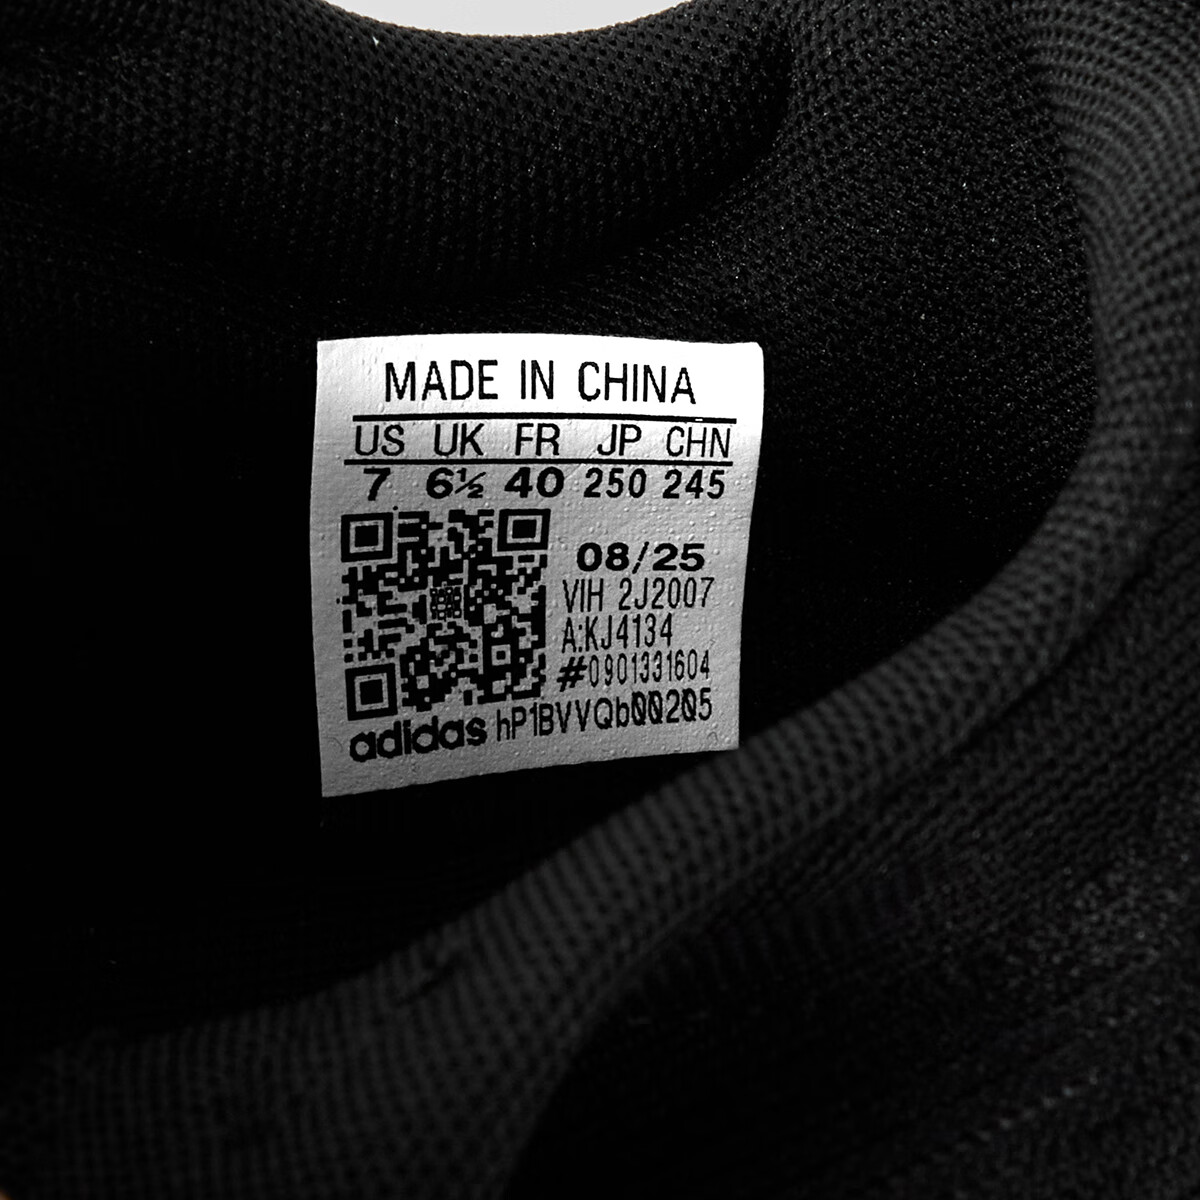 MADE IN CHINA
US UK FR JP CHN
7 6½ 40 250 245
08/25
VIH 2J2007
A:KJ4134
#0901331604
adidas hP1BVVQb00205